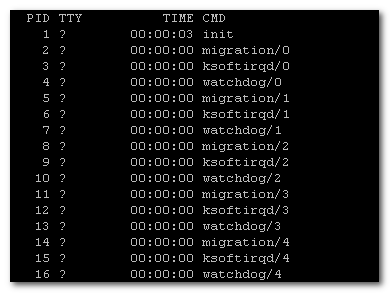 PID TTY TIME CMD
1 ? 00:00:03 init
2 ? 00:00:00 migration/0
3 ? 00:00:00 ksoftirqd/0
4 ? 00:00:00 watchdog/0
5 ? 00:00:00 migration/1
6 ? 00:00:00 ksoftirqd/1
7 ? 00:00:00 watchdog/1
8 ? 00:00:00 migration/2
9 ? 00:00:00 ksoftirqd/2
10 ? 00:00:00 watchdog/2
11 ? 00:00:00 migration/3
12 ? 00:00:00 ksoftirqd/3
13 ? 00:00:00 watchdog/3
14 ? 00:00:00 migration/4
15 ? 00:00:00 ksoftirqd/4
16 ? 00:00:00 watchdog/4